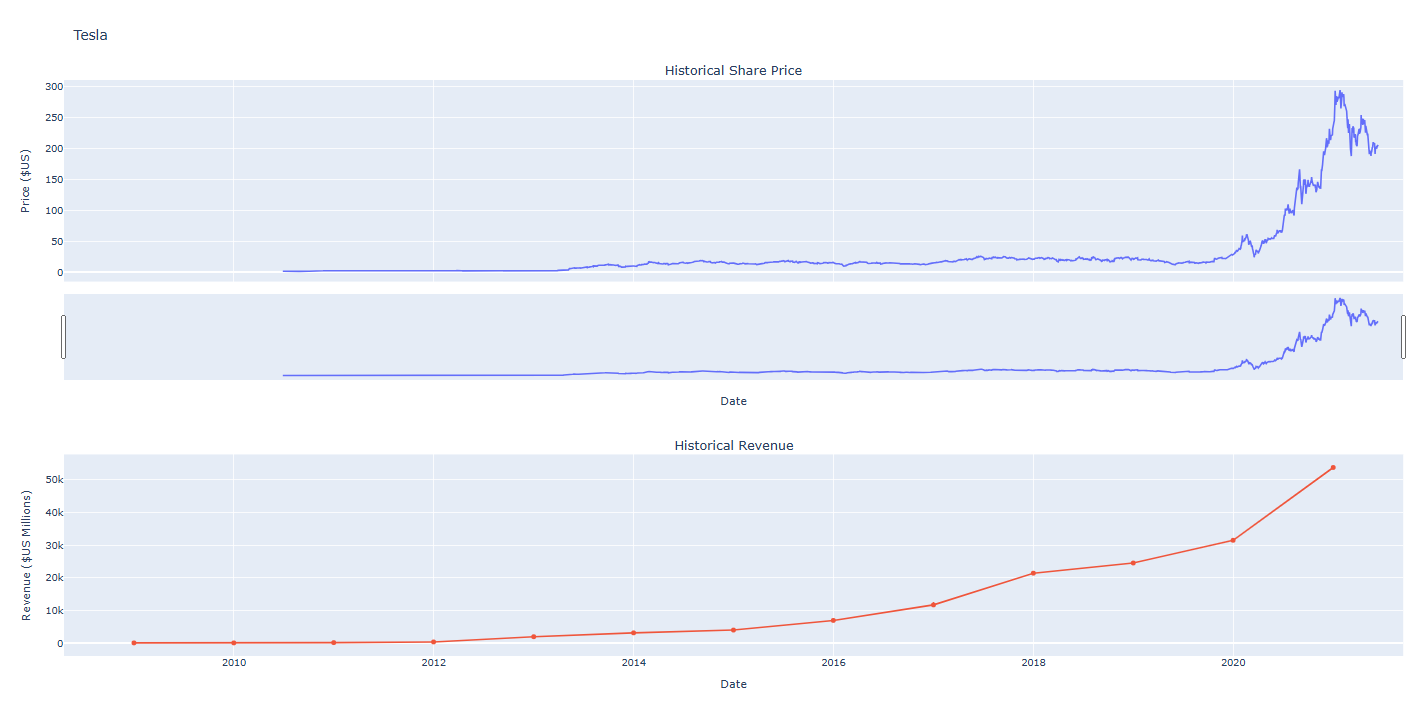 Tesla
Historical Share Price
Price ($US)
300
250
200
150
100
50
0
Date
Historical Revenue
Revenue ($US Millions)
50k
40k
30k
20k
10k
0
2010 2012 2014 2016 2018 2020
Date